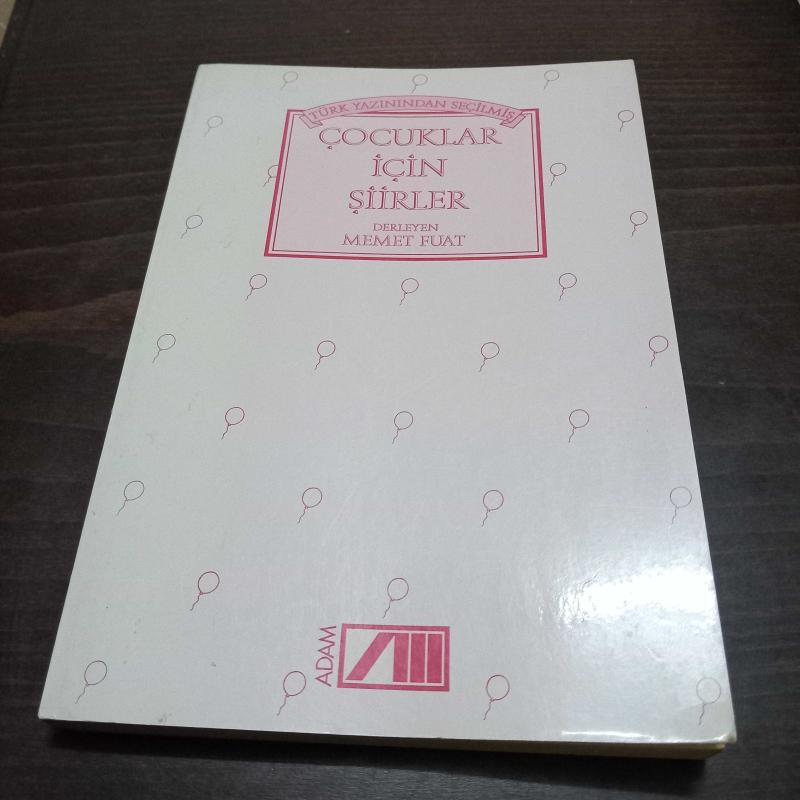 TÜRK YAZININDAN SEÇİLMİŞ
ÇOCUKLAR
İÇİN
ŞİİRLER
DERLEYEN
MEMET FUAT
ADAM